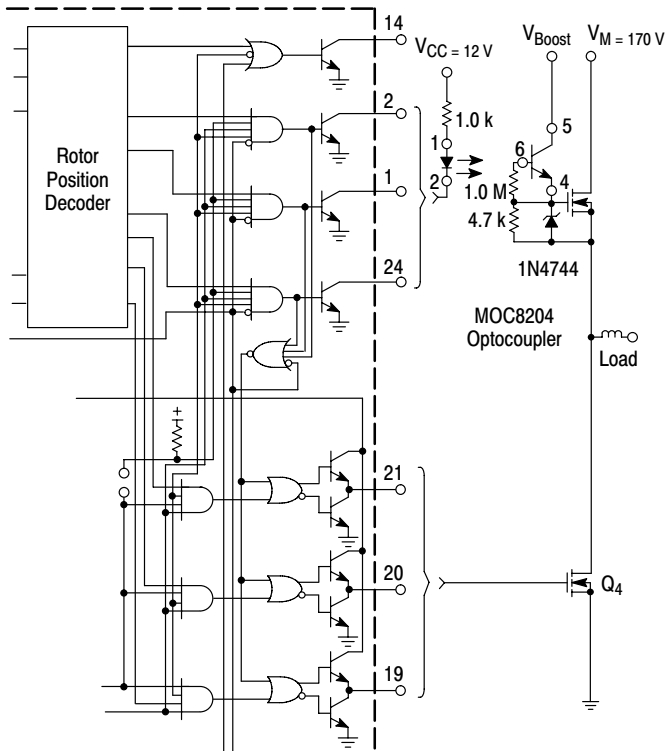 14
V_CC = 12 V
V_Boost
V_M = 170 V
2
1.0 k
1
5
6
Rotor
Position
Decoder
1
2
1.0 M
4
4.7 k
24
1N4744
MOC8204
Optocoupler
Load
+
21
20
Q_4
19